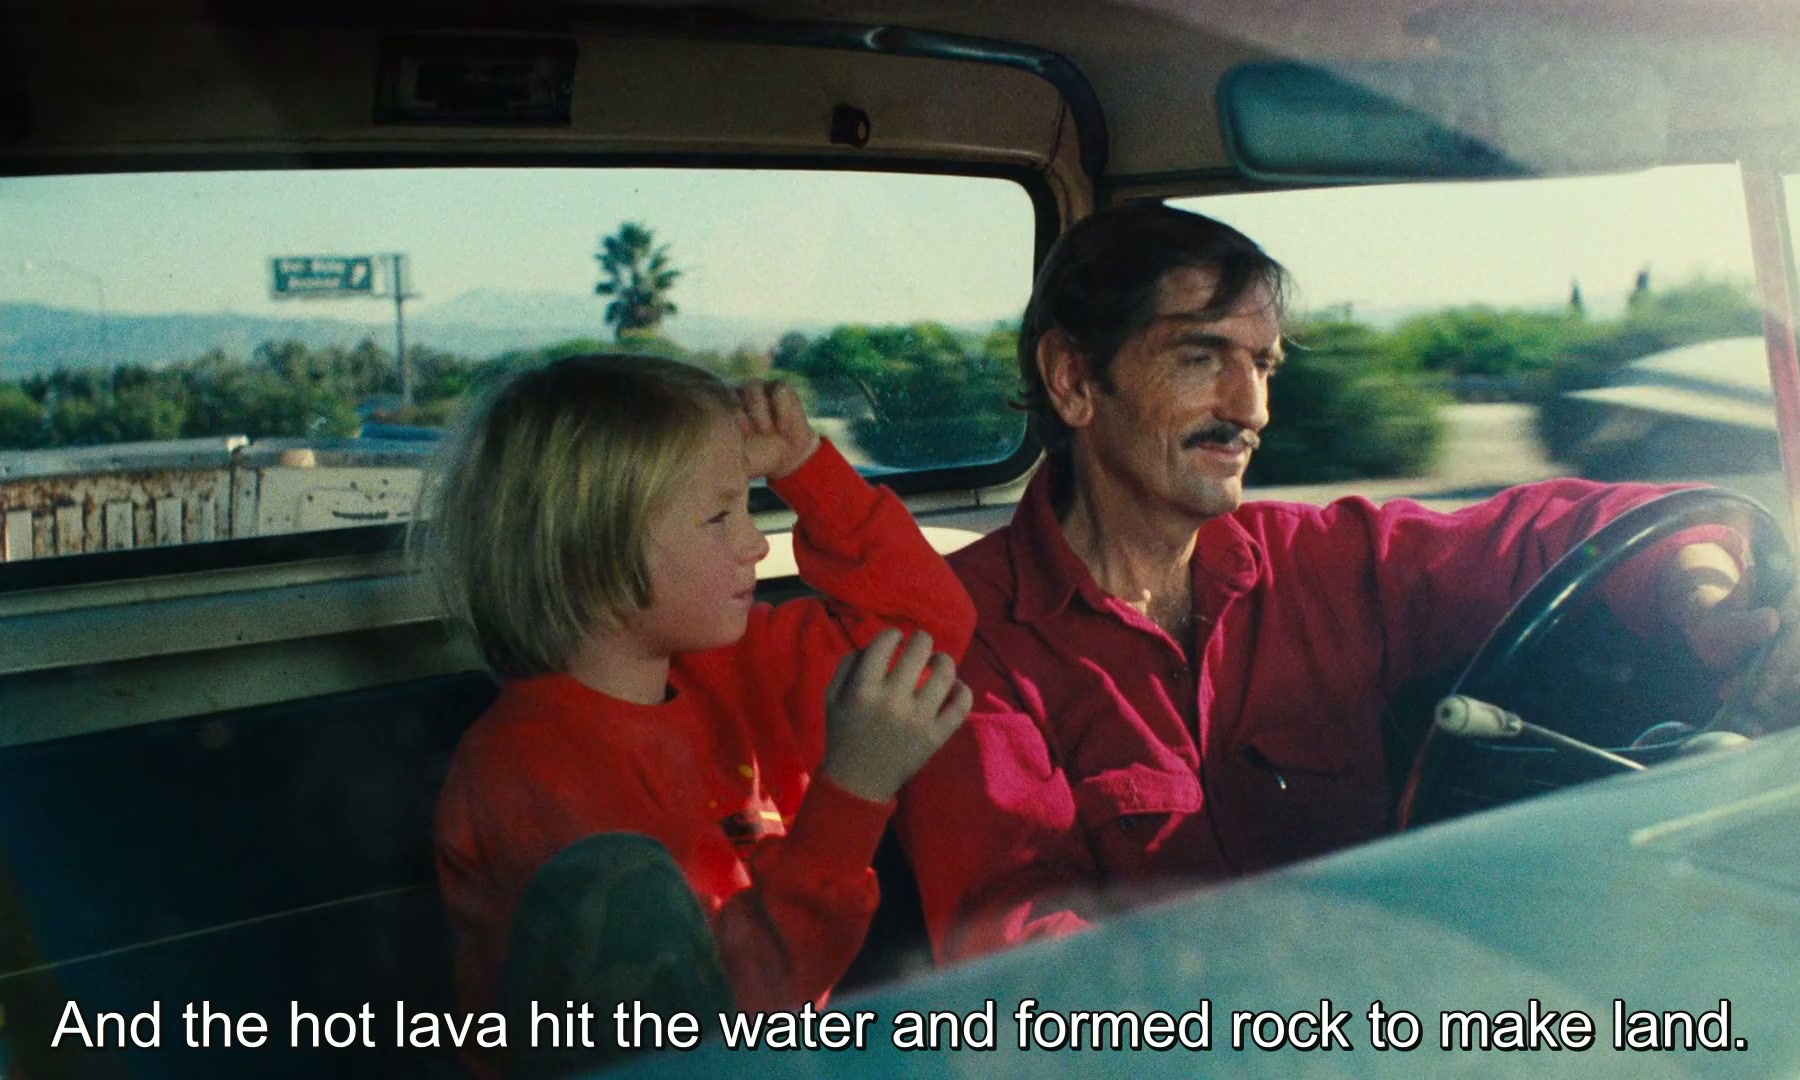 And the hot lava hit the water and formed rock to make land.